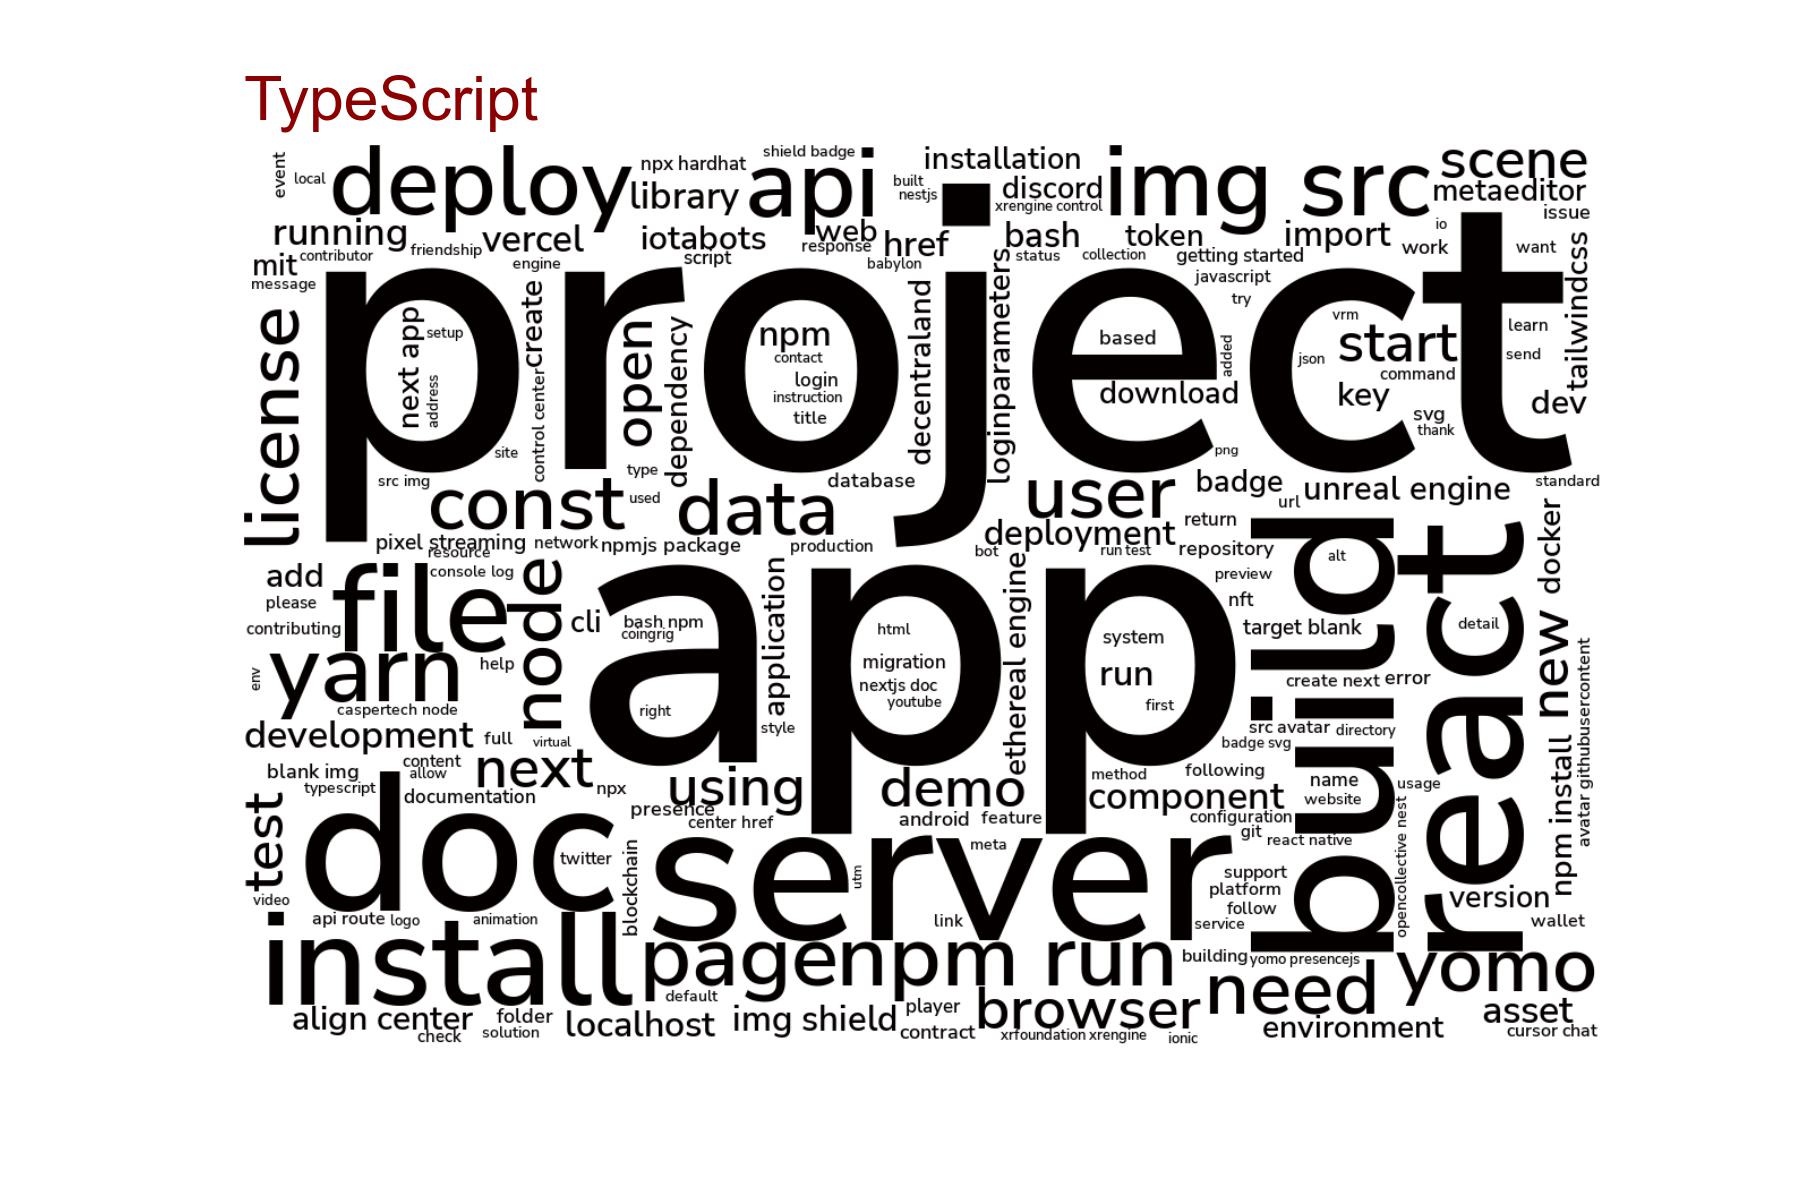 TypeScript
event
local
deploy
npx hardhat
library
shield badge
api
built
nestjs
installation
discord
xrengine control
img src
scene
metaeditor
issue
io
running
contributor
friendship
vercel
engine
iotabots
script
web
response
href
babylon
bash
status
token
collection
getting started
import
work
want
javascript
try
mit
message
license
project
next app
setup
address
create
control center
open
dependency
npm
contact
login
instruction
title
decentraland
loginparameters
based
added
download
vrm
start
json
command
key
svg
thank
learn
send
tailwindcss
dev
site
type
png
src img
const
used
data
database
user
badge
url
unreal engine
standard
pixel streaming
resource
network
npmjs package
production
deployment
return
bot
run test
repository
alt
docker
add
please
contributing
file
console log
node
cli
bash npm
coingrig
app
right
application
style
html
migration
nextjs doc
youtube
ethereal engine
system
run
first
preview
nft
target blank
build
react
detail
new
create next
error
env
yarn
help
caspertech node
development
full
virtual
src avatar
directory
badge svg
npm install
avatar githubusercontent
blank img
content
allow
typescript
documentation
next
npx
using
presence
center href
demo
android
feature
method
following
component
configuration
name
website
usage
git
react native
test
video
doc
twitter
blockchain
server
utm
meta
link
support
platform
follow
service
opencollective nest
version
wallet
api route
logo
animation
install
page
npm run
building
yomo presencejs
need
yomo
default
align center
check
folder
solution
localhost
img shield
player
contract
browser
xrfoundation xrengine
ionic
environment
asset
cursor chat